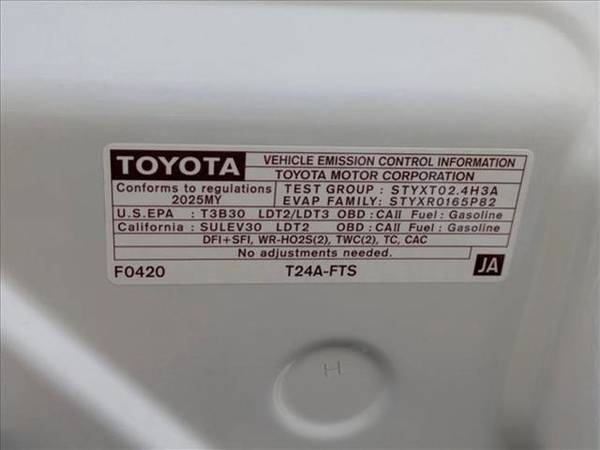 TOYOTA
VEHICLE EMISSION CONTROL INFORMATION
TOYOTA MOTOR CORPORATION
Conforms to regulations
2025MY
TEST GROUP : STYXT02.4H3A
EVAP FAMILY: STYXR0165P82
U.S.EPA : T3B30 LDT2/LDT3 OBD : CAII Fuel : Gasoline
California : SULEV30 LDT2 OBD : CAII Fuel : Gasoline
DFI+SFI, WR-HO2S(2), TWC(2), TC, CAC
No adjustments needed.
F0420 T24A-FTS JA
H